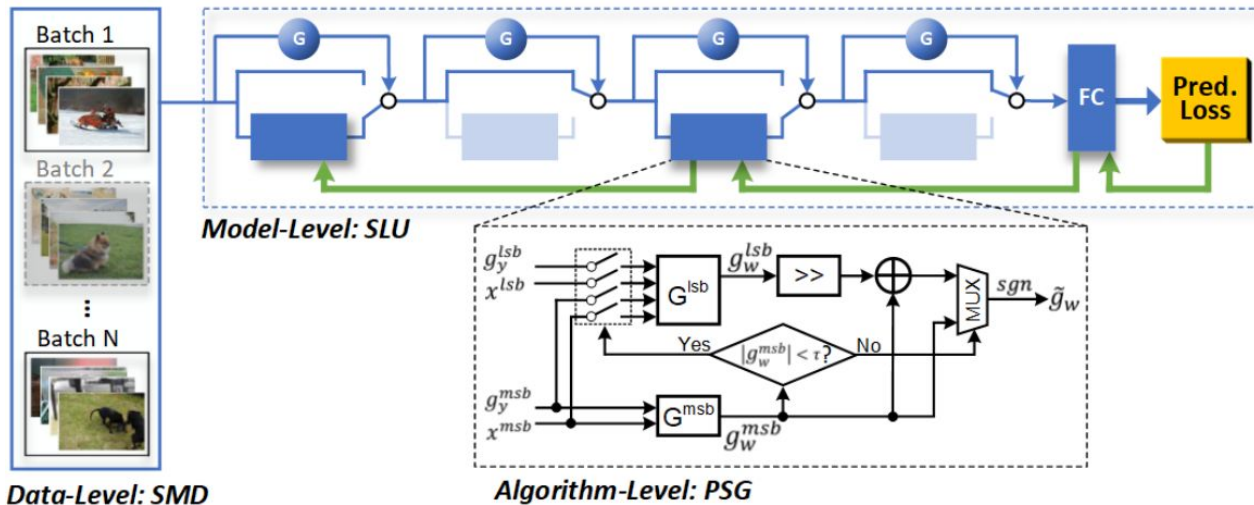 Batch 1
Batch 2
⋮
Batch N
Data-Level: SMD
G
G
G
G
FC
Pred.
Loss
Model-Level: SLU
g_y^{lsb}
x^{lsb}
G^{lsb}
g_w^{lsb}
>>
MUX
sgn
g̃_w
Yes
|g_w^{msb}| < τ?
No
g_y^{msb}
x^{msb}
G^{msb}
g_w^{msb}
Algorithm-Level: PSG